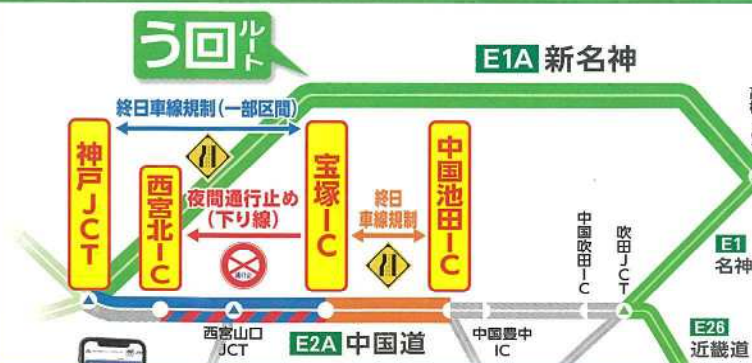 う回ルート
E1A 新名神
終日車線規制(一部区間)
神戸JCT
西宮北IC
夜間通行止め
(下り線)
宝塚IC
終日
車線規制
中国池田IC
中国吹田IC
吹田JCT
E1
名神
西宮山口
JCT
E2A 中国道
中国豊中
IC
E26
近畿道